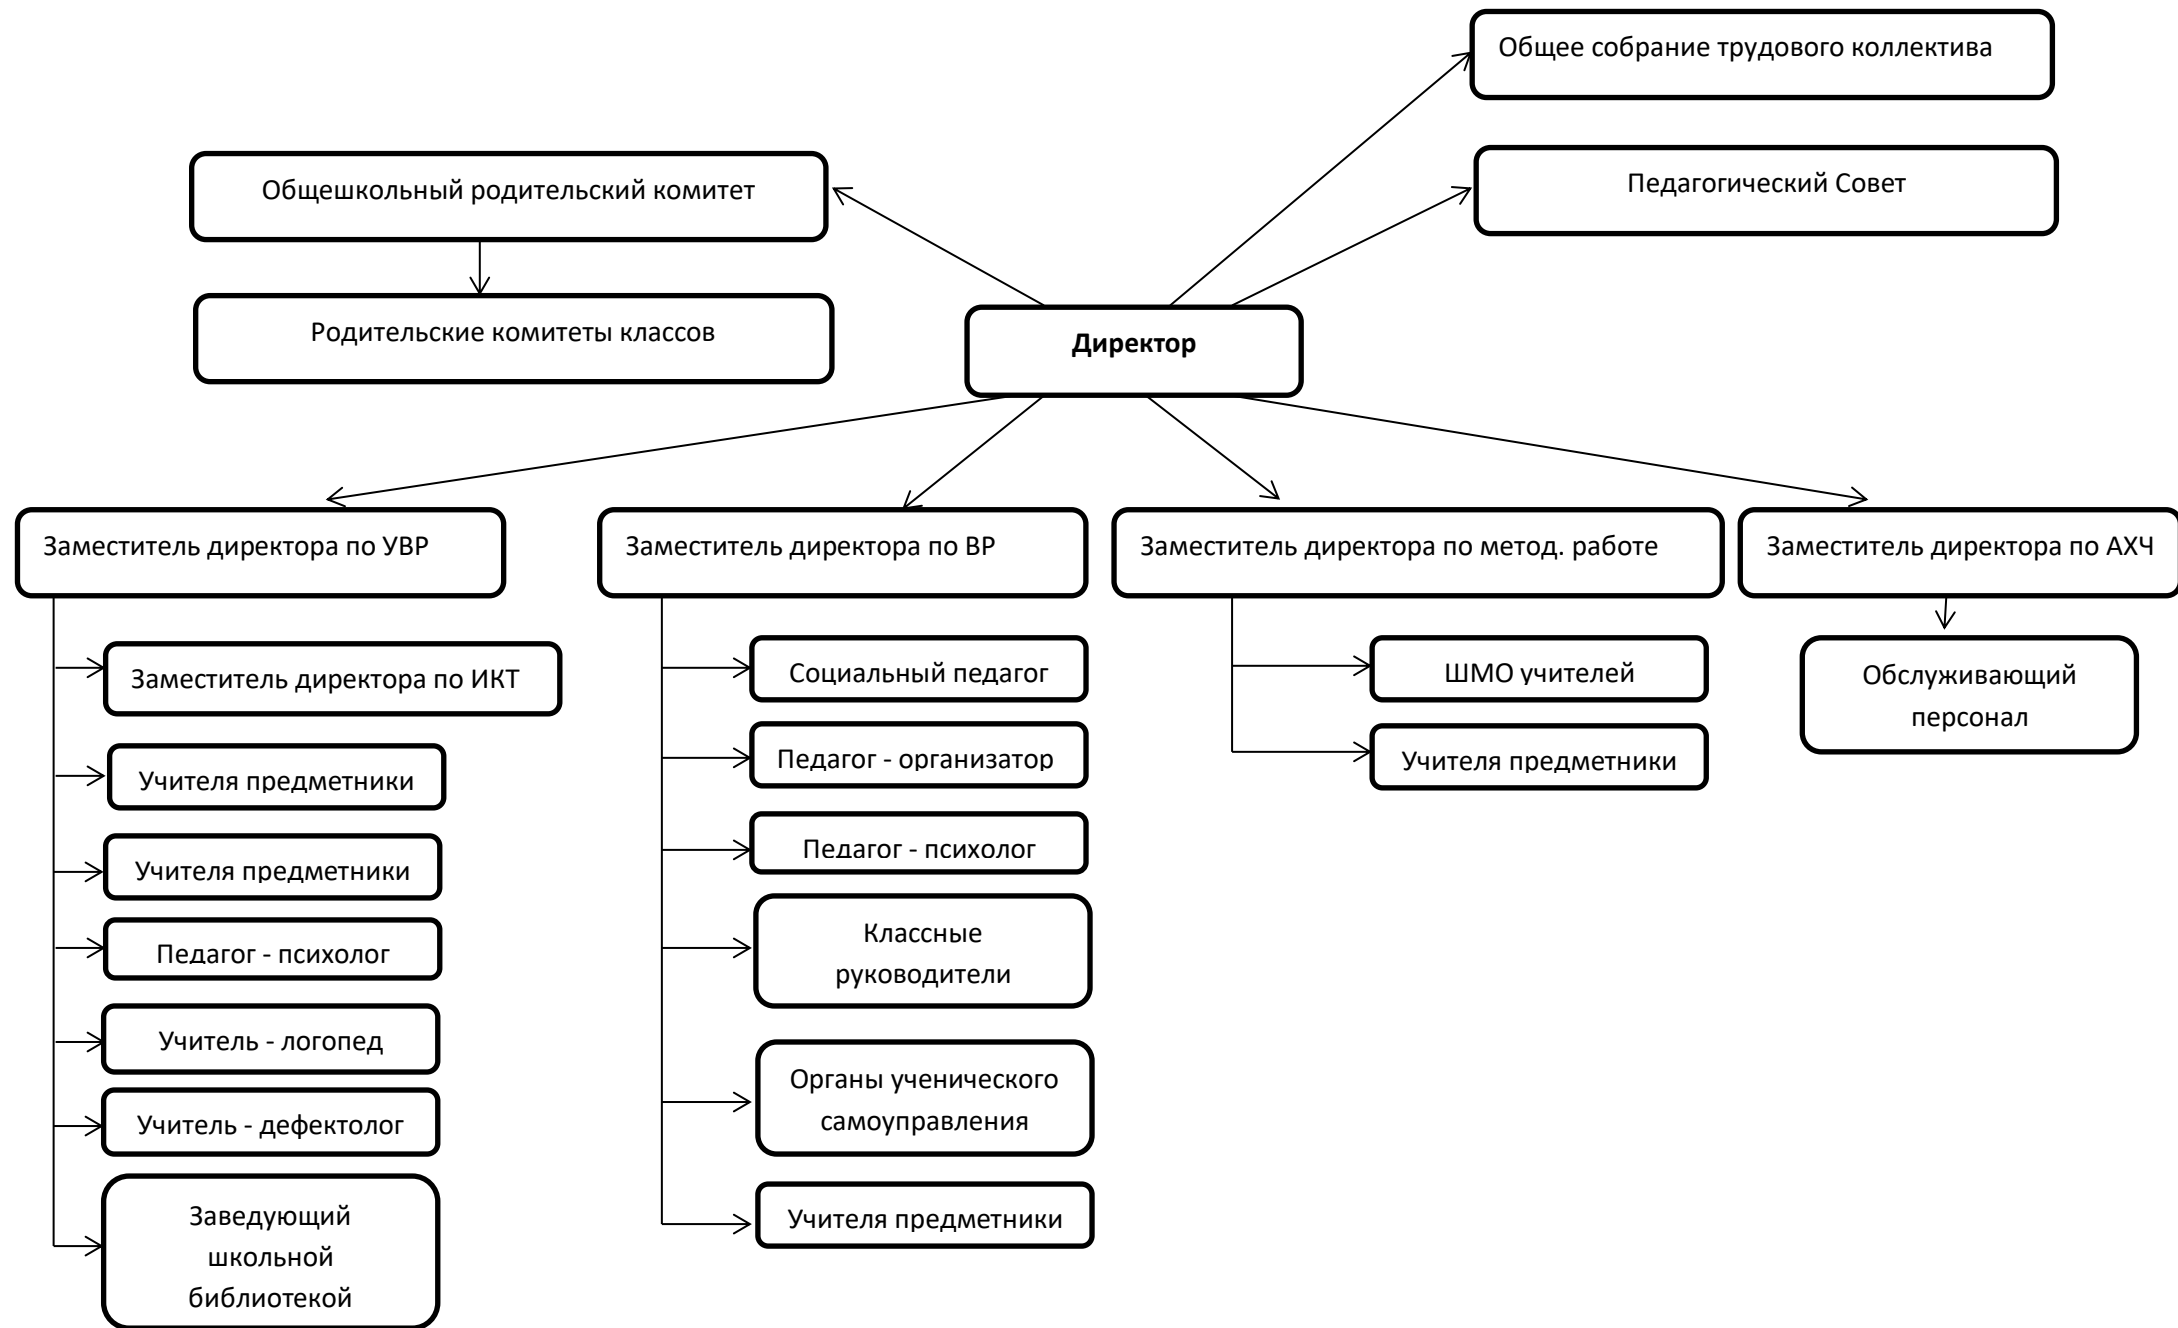 Общее собрание трудового коллектива
Общешкольный родительский комитет
Педагогический Совет
Родительские комитеты классов
Директор
Заместитель директора по УВР
Заместитель директора по ВР
Заместитель директора по метод. работе
Заместитель директора по АХЧ
Заместитель директора по ИКТ
Учителя предметники
Учителя предметники
Педагог - психолог
Учитель - логопед
Учитель - дефектолог
Заведующий
школьной
библиотекой
Социальный педагог
Педагог - организатор
Педагог - психолог
Классные
руководители
Органы ученического
самоуправления
Учителя предметники
ШМО учителей
Учителя предметники
Обслуживающий
персонал